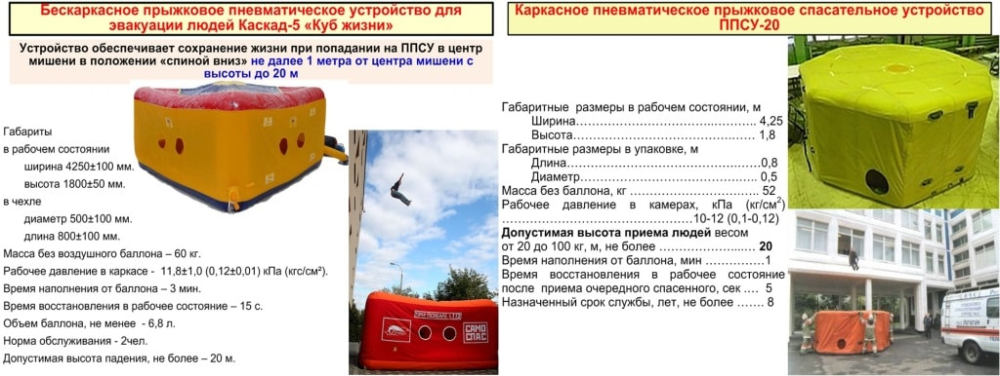 Бескаркасное прыжковое пневматическое устройство для
эвакуации людей Каскад-5 «Куб жизни»
Устройство обеспечивает сохранение жизни при попадании на ППСУ в центр
мишени в положении «спиной вниз» не далее 1 метра от центра мишени с
высоты до 20 м
Габариты
в рабочем состоянии
ширина 4250±100 мм.
высота 1800±50 мм.
в чехле
диаметр 500±100 мм.
длина 800±100 мм.
Масса без воздушного баллона – 60 кг.
Рабочее давление в каркасе - 11,8±1,0 (0,12±0,01) кПа (кгс/см²).
Время наполнения от баллона – 3 мин.
Время восстановления в рабочее состояние – 15 с.
Объем баллона, не менее - 6,8 л.
Норма обслуживания - 2чел.
Допустимая высота падения, не более – 20 м.
САМО
СПАС
Каркасное пневматическое прыжковое спасательное устройство
ППСУ-20
Габаритные размеры в рабочем состоянии, м
Ширина…………………………………….. 4,25
Высота……………………………….…… 1,8
Габаритные размеры в упаковке, м
Длина…………………………………….…..0,8
Диаметр…………………………………….. 0,5
Масса без баллона, кг ……………………….. 52
Рабочее давление в камерах, кПа (кг/см²)
………………………………………10-12 (0,1-0,12)
Допустимая высота приема людей весом
от 20 до 100 кг, м, не более ……………….… 20
Время наполнения от баллона, мин ………….1
Время восстановления в рабочее состояние
после приема очередного спасенного, сек .… 5
Назначенный срок службы, лет, не более ……. 8